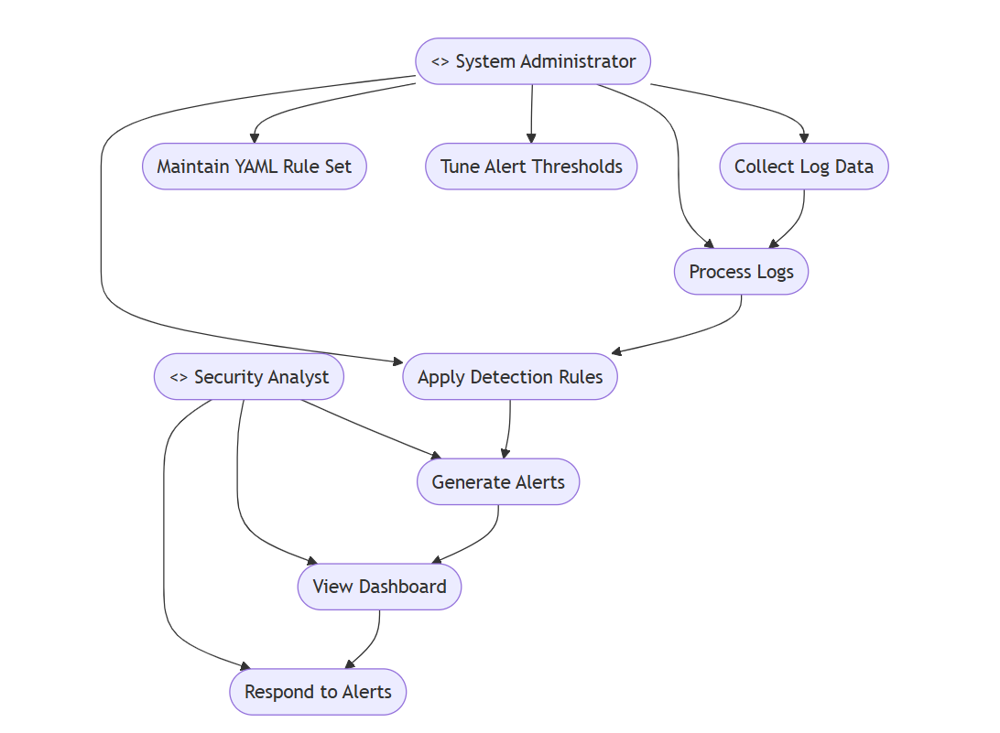 <> System Administrator
Maintain YAML Rule Set
Tune Alert Thresholds
Collect Log Data
Process Logs
<> Security Analyst
Apply Detection Rules
Generate Alerts
View Dashboard
Respond to Alerts